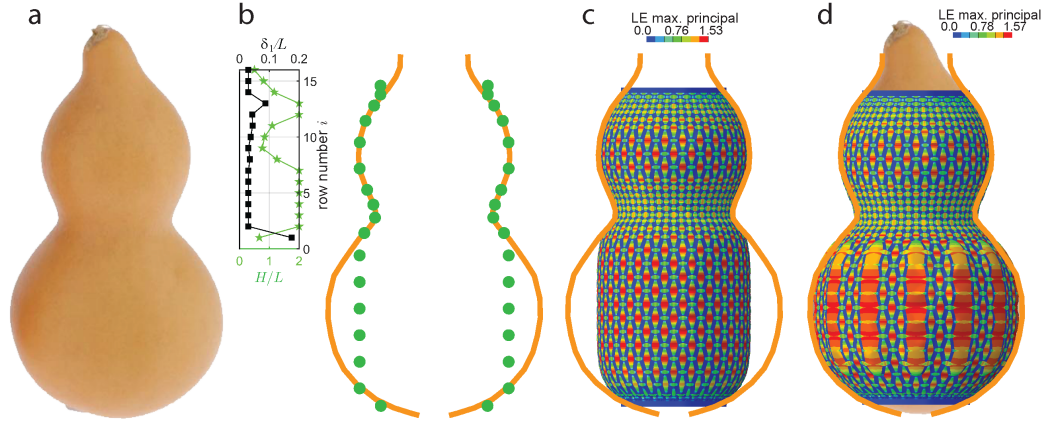 a
b
c
d
δ₁/L
0
0.1
0.2
15
10
5
0
row number i
0
1
2
H/L
LE max. principal
0.0 0.76 1.53
LE max. principal
0.0 0.78 1.57